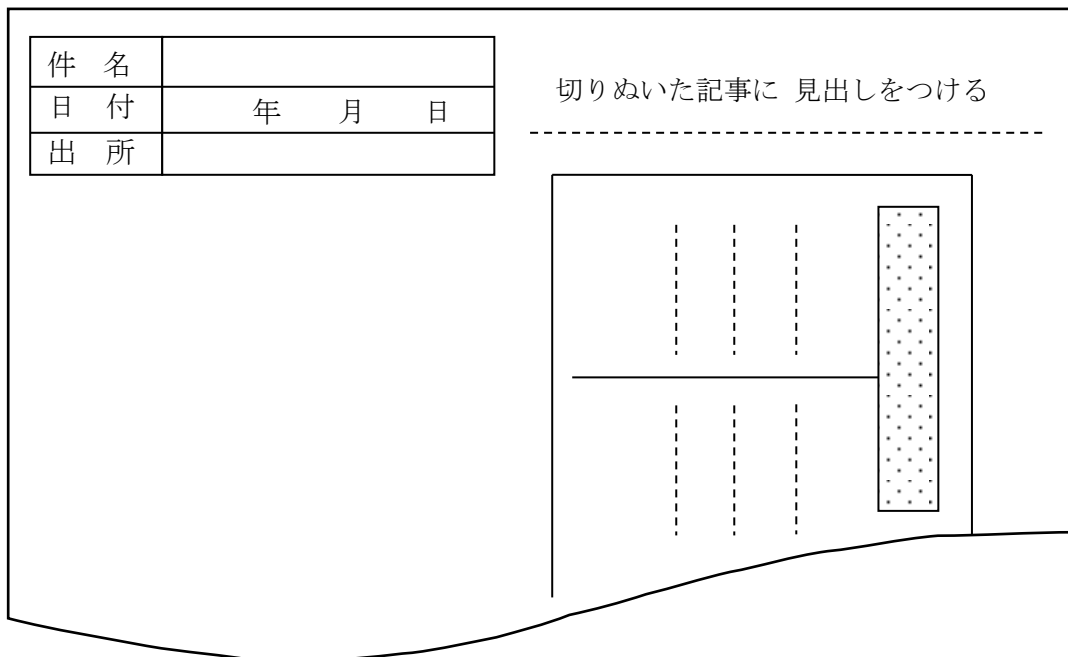 件 名
日 付 年 月 日
出 所
切りぬいた記事に 見出しをつける